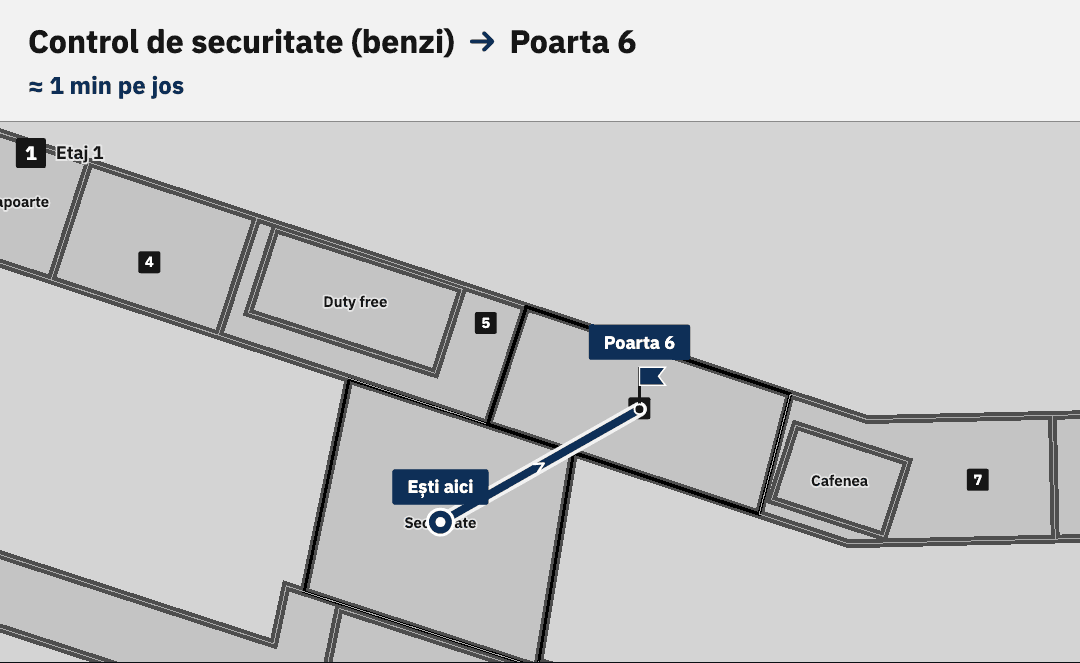 Control de securitate (benzi) → Poarta 6
≈ 1 min pe jos
1 Etaj 1
4
Duty free
5
Poarta 6
Ești aici
Cafenea
7